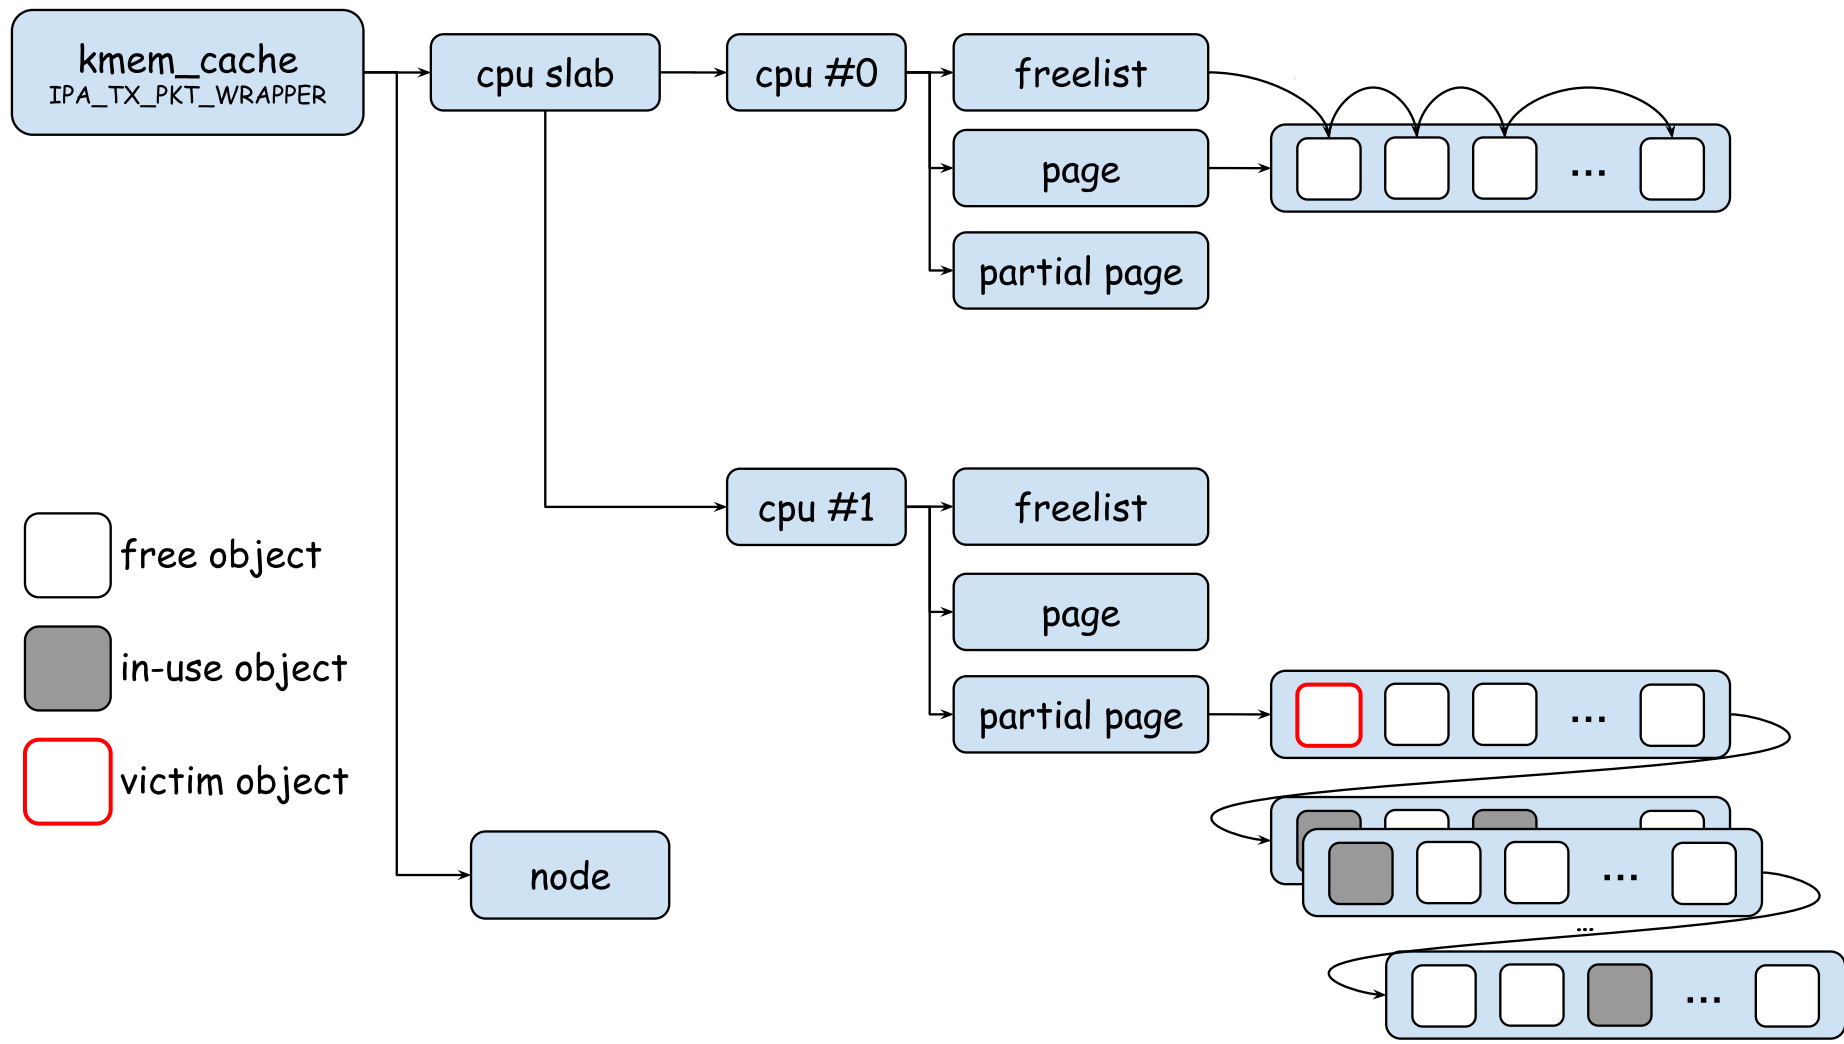 kmem_cache
IPA_TX_PKT_WRAPPER
cpu slab
cpu #0
freelist
page
...
partial page
cpu #1
freelist
page
partial page
...
...
...
...
node
free object
in-use object
victim object